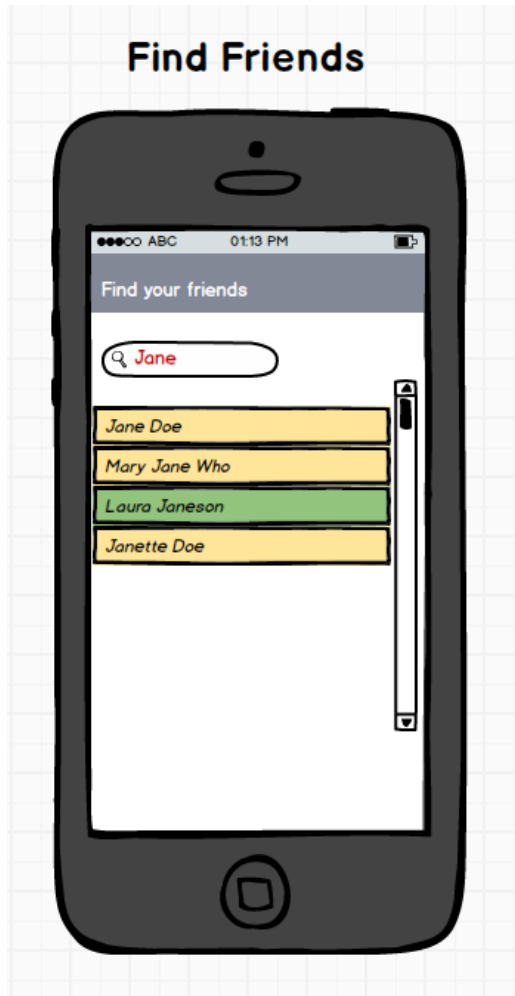 Find Friends
ABC 01:13 PM
Find your friends
Jane
Jane Doe
Mary Jane Who
Laura Janeson
Janette Doe